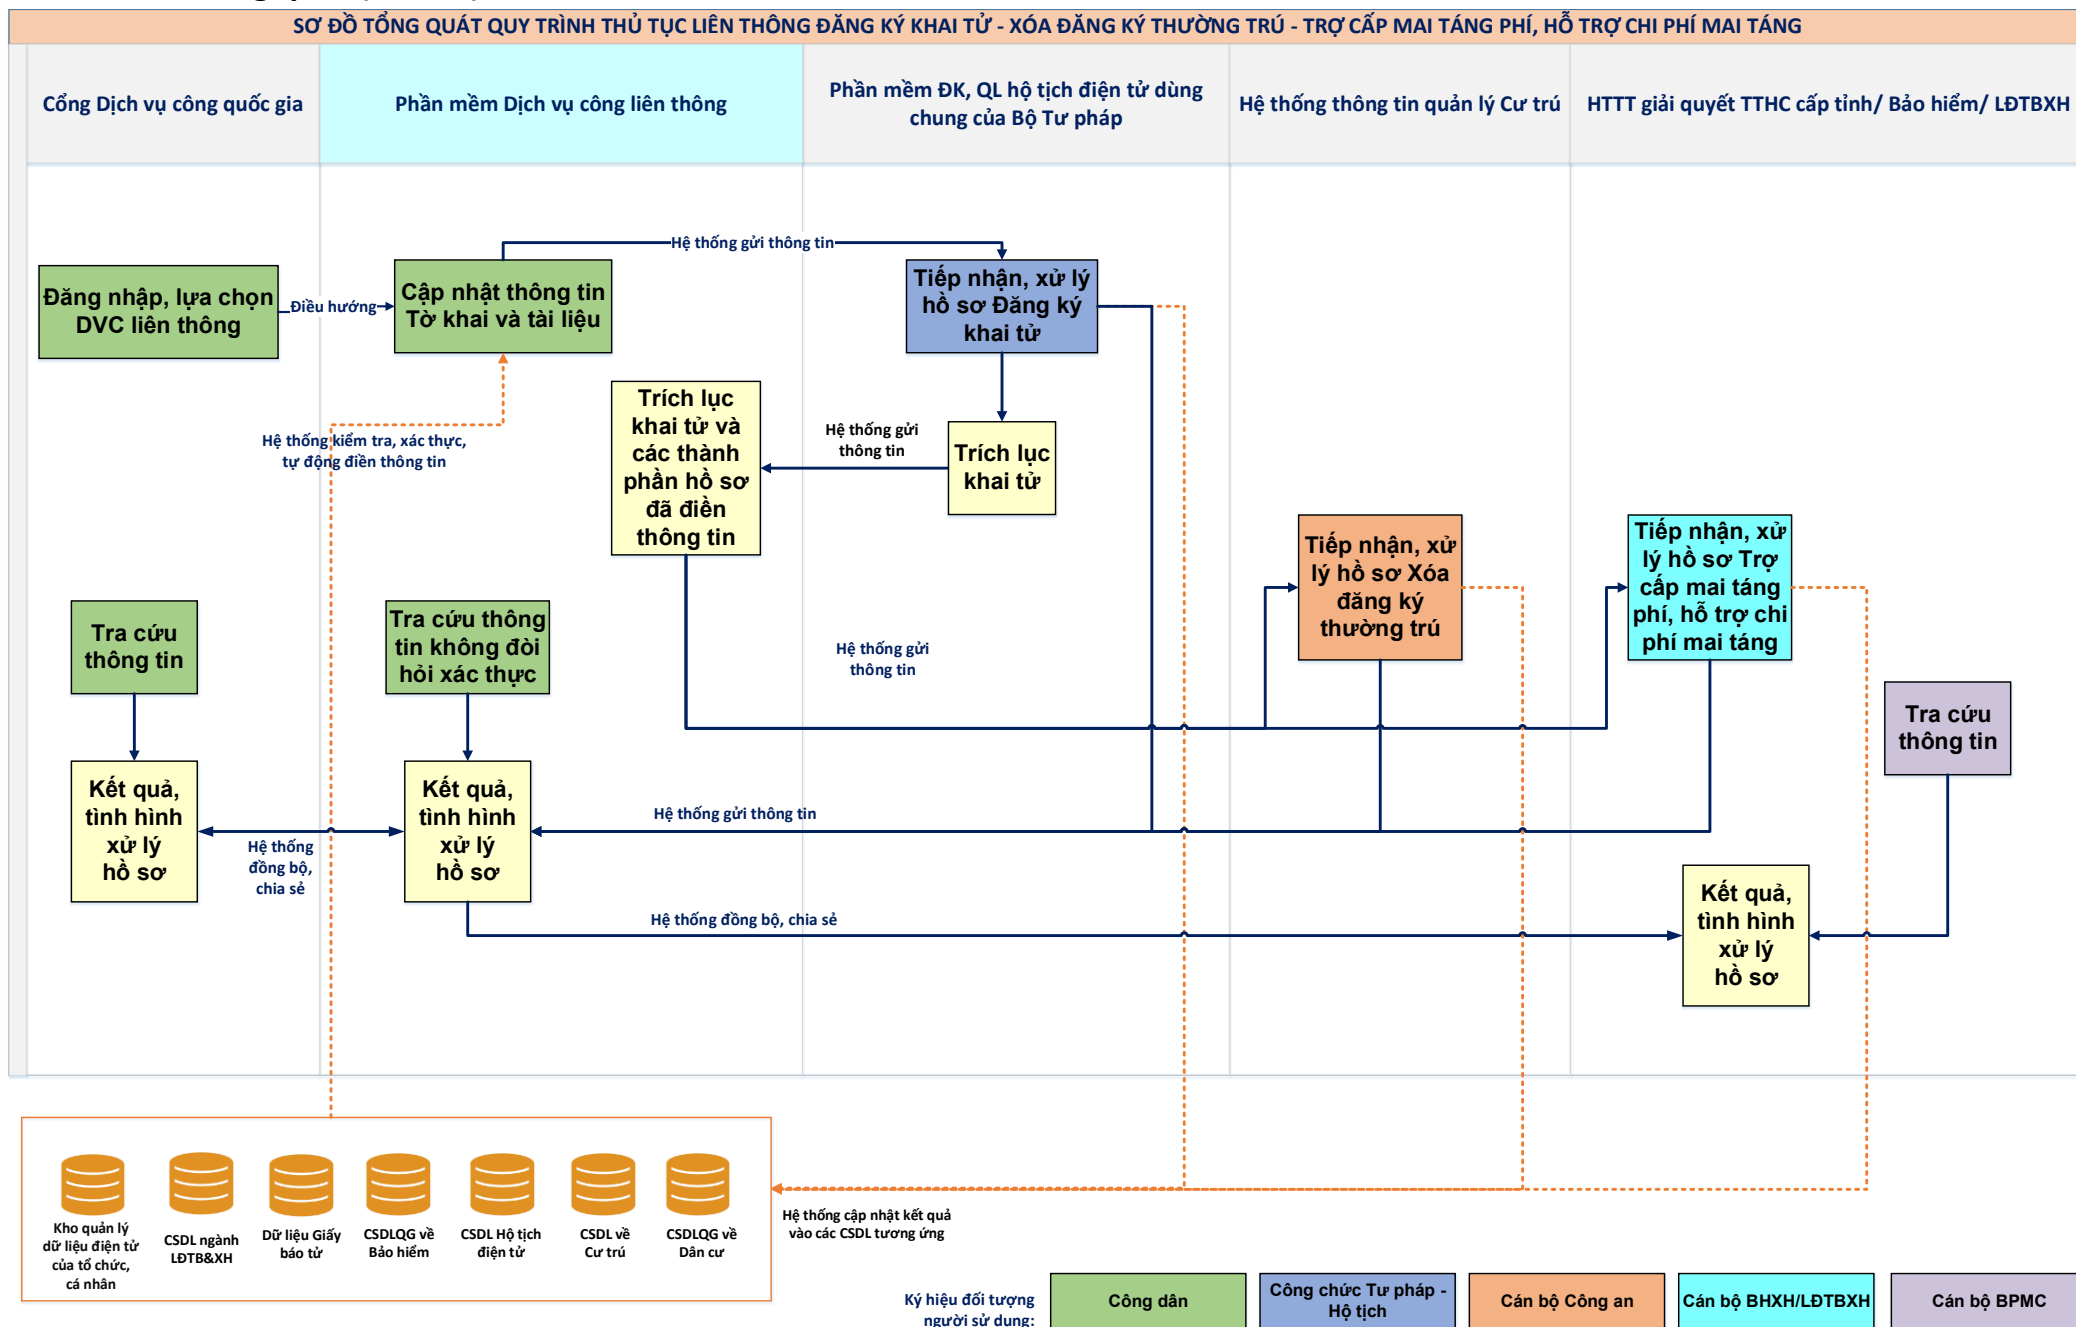 SƠ ĐỒ TỔNG QUÁT QUY TRÌNH THỦ TỤC LIÊN THÔNG ĐĂNG KÝ KHAI TỬ - XÓA ĐĂNG KÝ THƯỜNG TRÚ - TRỢ CẤP MAI TÁNG PHÍ, HỖ TRỢ CHI PHÍ MAI TÁNG
Cổng Dịch vụ công quốc gia
Phần mềm Dịch vụ công liên thông
Phần mềm ĐK, QL hộ tịch điện tử dùng
chung của Bộ Tư pháp
Hệ thống thông tin quản lý Cư trú
HTTT giải quyết TTHC cấp tỉnh/ Bảo hiểm/ LĐTBXH
Hệ thống gửi thông tin
Đăng nhập, lựa chọn
DVC liên thông
Điều hướng
Cập nhật thông tin
Tờ khai và tài liệu
Tiếp nhận, xử lý
hồ sơ Đăng ký
khai tử
Hệ thống kiểm tra, xác thực,
tự động điền thông tin
Trích lục
khai tử và
các thành
phần hồ sơ
đã điền
thông tin
Hệ thống gửi
thông tin
Trích lục
khai tử
Tiếp nhận, xử
lý hồ sơ Xóa
đăng ký
thường trú
Tiếp nhận, xử
lý hồ sơ Trợ
cấp mai táng
phí, hỗ trợ chi
phí mai táng
Tra cứu
thông tin
Tra cứu thông
tin không đòi
hỏi xác thực
Hệ thống gửi
thông tin
Tra cứu
thông tin
Kết quả,
tình hình
xử lý
hồ sơ
Hệ thống
đồng bộ,
chia sẻ
Kết quả,
tình hình
xử lý
hồ sơ
Hệ thống gửi thông tin
Hệ thống đồng bộ, chia sẻ
Kết quả,
tình hình
xử lý
hồ sơ
Kho quản lý
dữ liệu điện tử
của tổ chức,
cá nhân
CSDL ngành
LĐTB&XH
Dữ liệu Giấy
báo tử
CSDLQG về
Bảo hiểm
CSDL Hộ tịch
điện tử
CSDL về
Cư trú
CSDLQG về
Dân cư
Hệ thống cập nhật kết quả
vào các CSDL tương ứng
Ký hiệu đối tượng
người sử dụng:
Công dân
Công chức Tư pháp -
Hộ tịch
Cán bộ Công an
Cán bộ BHXH/LĐTBXH
Cán bộ BPMC